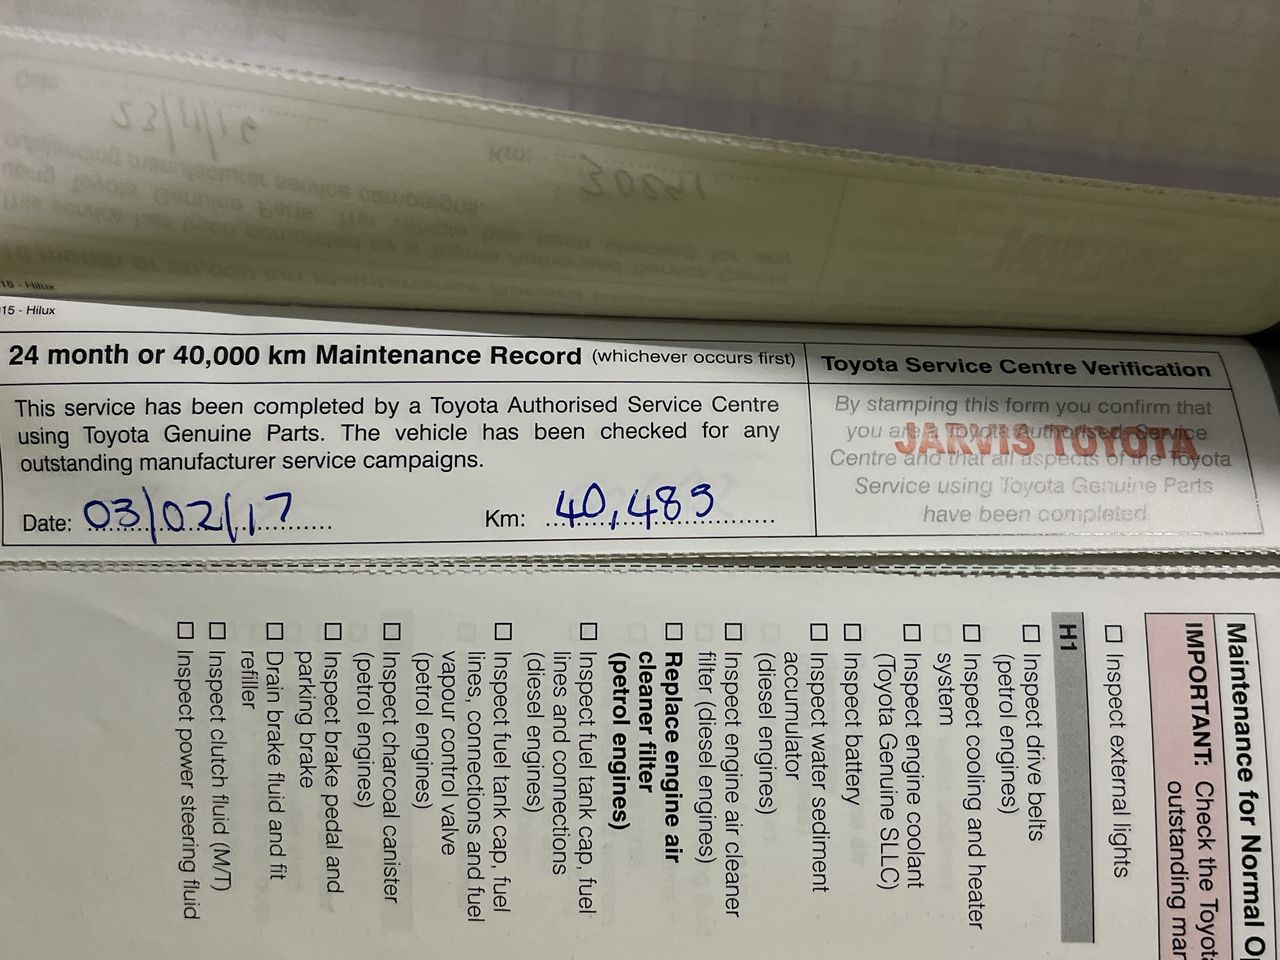 15 - Hilux
15 - Hilux
24 month or 40,000 km Maintenance Record (whichever occurs first)
This service has been completed by a Toyota Authorised Service Centre
using Toyota Genuine Parts. The vehicle has been checked for any
outstanding manufacturer service campaigns.
Date: 03/02/17
Km: 40,485
Toyota Service Centre Verification
By stamping this form you confirm that
you are a Toyota Authorised Service
Centre and that all aspects of the Toyota
Service using Toyota Genuine Parts
have been completed
JARVIS TOYOTA
Maintenance for Normal
IMPORTANT: Check the
outstanding
Inspect external lights
H1
Inspect drive belts
(petrol engines)
Inspect cooling and heater
system
Inspect engine coolant
(Toyota Genuine SLLC)
Inspect battery
Inspect water sediment
accumulator
(diesel engines)
Inspect engine air cleaner
filter (diesel engines)
Replace engine air
cleaner filter
(petrol engines)
Inspect fuel tank cap, fuel
lines and connections
(diesel engines)
Inspect fuel tank cap, fuel
lines, connections and fuel
vapour control valve
(petrol engines)
Inspect charcoal canister
(petrol engines)
Inspect brake pedal and
parking brake
Drain brake fluid and fit
refiller
Inspect clutch fluid (M/T)
Inspect power steering fluid